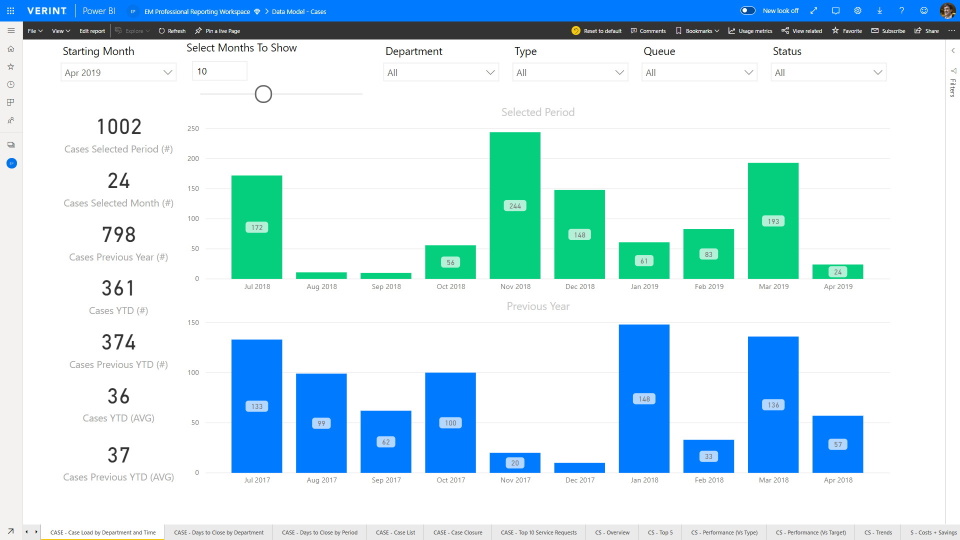 VERINT Power BI EM Professional Reporting Workspace Data Model - Cases New look off
File View Edit report Explore Refresh Pin a live Page Reset to default Comments Bookmarks Usage metrics View related Favorite Subscribe Share
Starting Month Select Months To Show Department Type Queue Status
Apr 2019 10 All All All All
Filters
1002
Cases Selected Period (#)
24
Cases Selected Month (#)
798
Cases Previous Year (#)
361
Cases YTD (#)
374
Cases Previous YTD (#)
36
Cases YTD (AVG)
37
Cases Previous YTD (AVG)
Selected Period
250
200
150
100
50
0
172 56 244 148 61 83 193 24
Jul 2018 Aug 2018 Sep 2018 Oct 2018 Nov 2018 Dec 2018 Jan 2019 Feb 2019 Mar 2019 Apr 2019
Previous Year
150
100
50
0
133 99 62 100 20 148 33 136 57
Jul 2017 Aug 2017 Sep 2017 Oct 2017 Nov 2017 Dec 2017 Jan 2018 Feb 2018 Mar 2018 Apr 2018
CASE - Case Load by Department and Time CASE - Days to Close by Department CASE - Days to Close by Period CASE - Case List CASE - Case Closure CASE - Top 10 Service Requests CS - Overview CS - Top 5 CS - Performance (Vs Type) CS - Performance (Vs Target) CS - Trends S - Costs + Savings